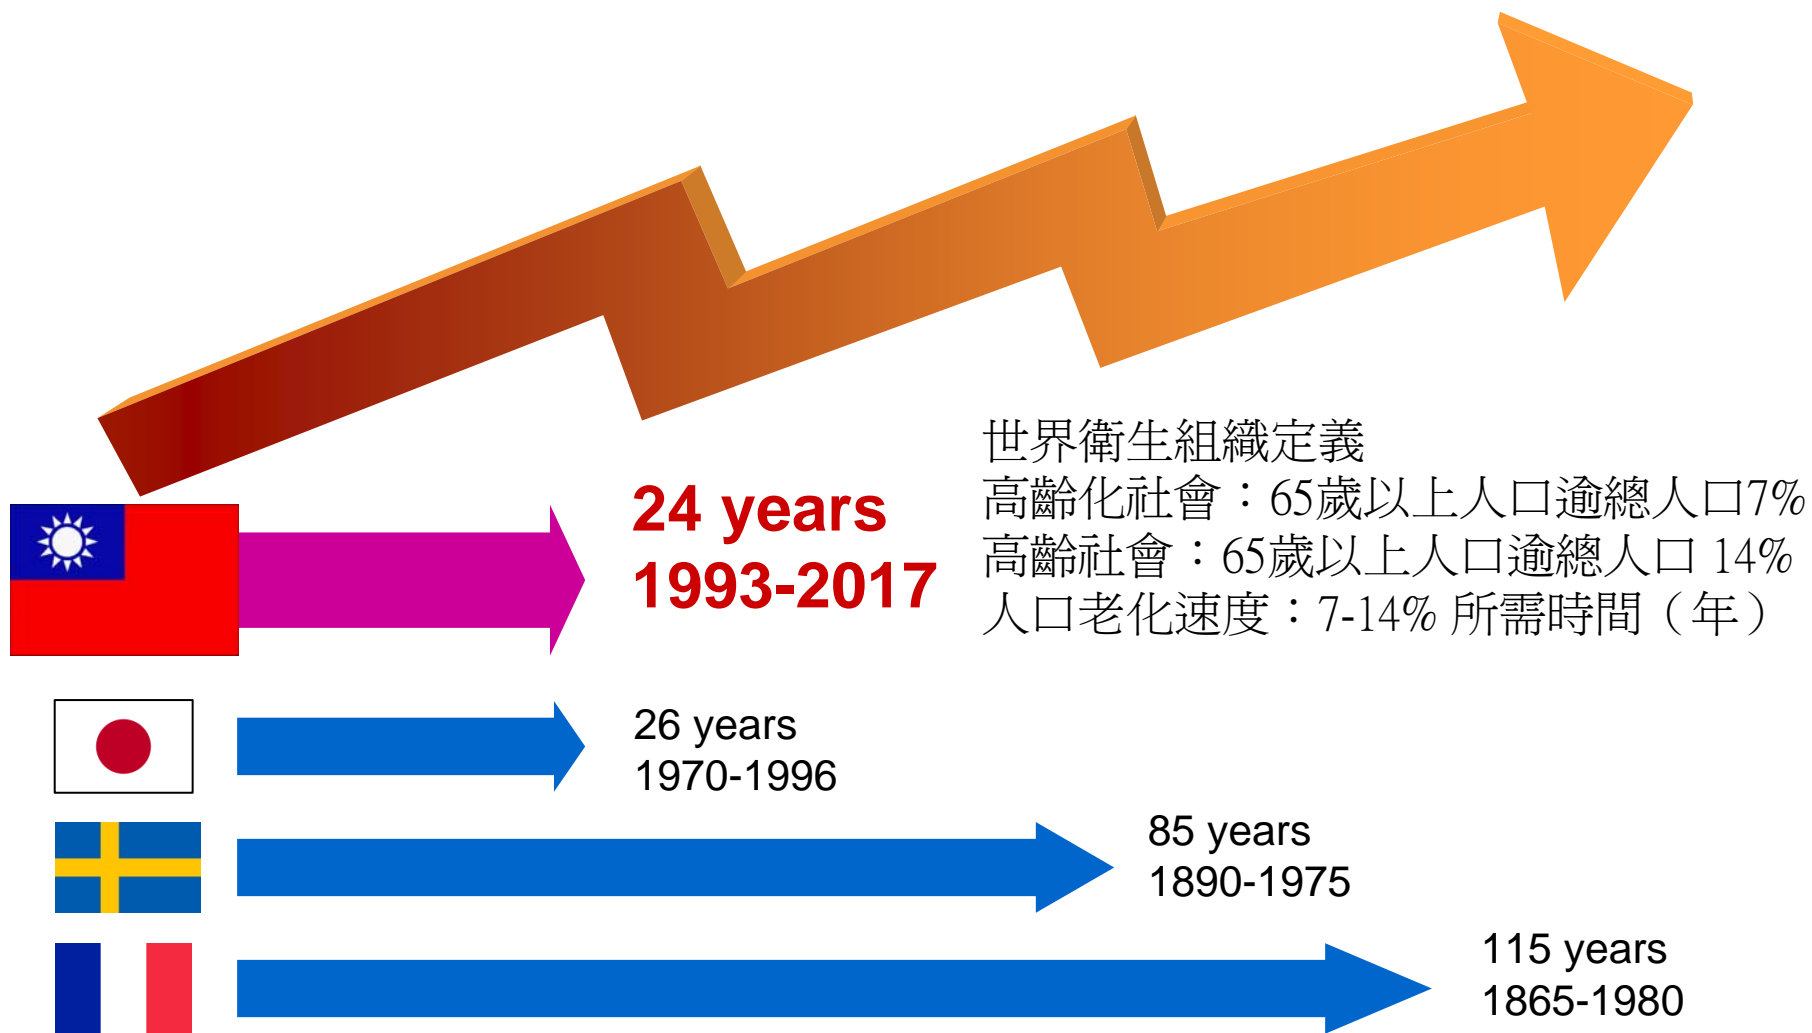 24 years
1993-2017
世界衛生組織定義
高齡化社會：65歲以上人口逾總人口7%
高齡社會：65歲以上人口逾總人口 14%
人口老化速度：7-14% 所需時間（年）
26 years
1970-1996
85 years
1890-1975
115 years
1865-1980